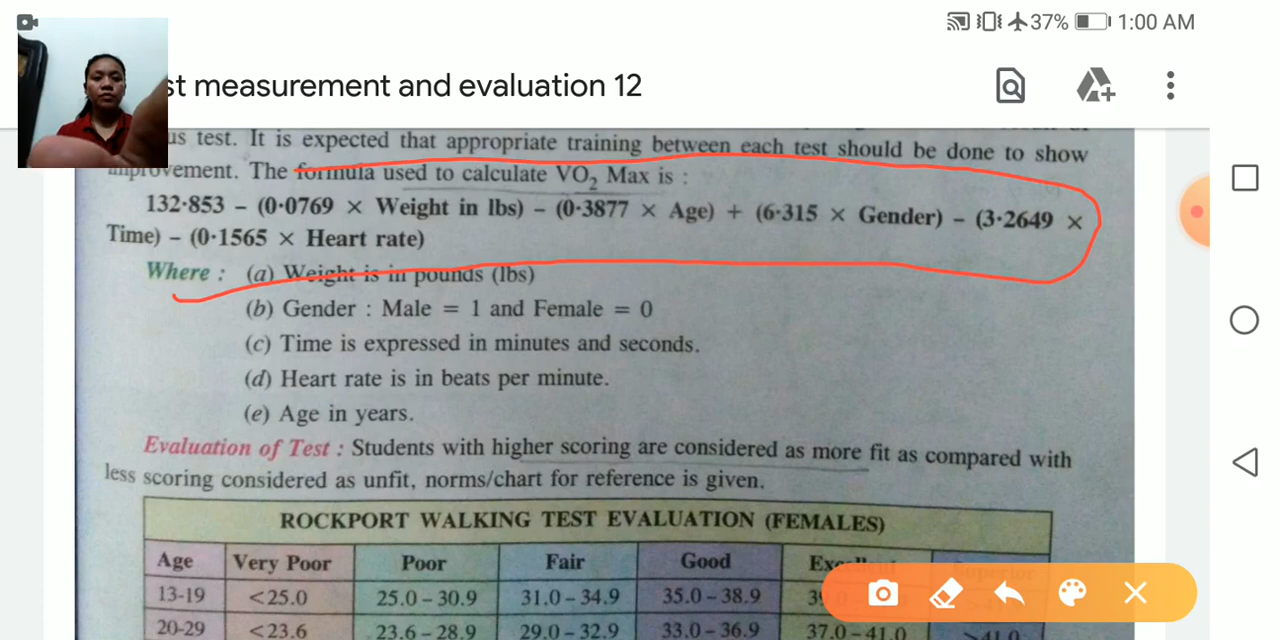 37% 1:00 AM
st measurement and evaluation 12
us test. It is expected that appropriate training between each test should be done to show
improvement. The formula used to calculate VO2 Max is :
132·853 – (0·0769 × Weight in lbs) – (0·3877 × Age) + (6·315 × Gender) – (3·2649 ×
Time) – (0·1565 × Heart rate)
Where : (a) Weight is in pounds (lbs)
(b) Gender : Male = 1 and Female = 0
(c) Time is expressed in minutes and seconds.
(d) Heart rate is in beats per minute.
(e) Age in years.
Evaluation of Test : Students with higher scoring are considered as more fit as compared with
less scoring considered as unfit, norms/chart for reference is given.
ROCKPORT WALKING TEST EVALUATION (FEMALES)
Age Very Poor Poor Fair Good
13-19 <25.0 25.0 – 30.9 31.0 – 34.9 35.0 – 38.9
20-29 <23.6 23.6 – 28.9 29.0 – 32.9 33.0 – 36.9 37.0 – 41.0 >41.0